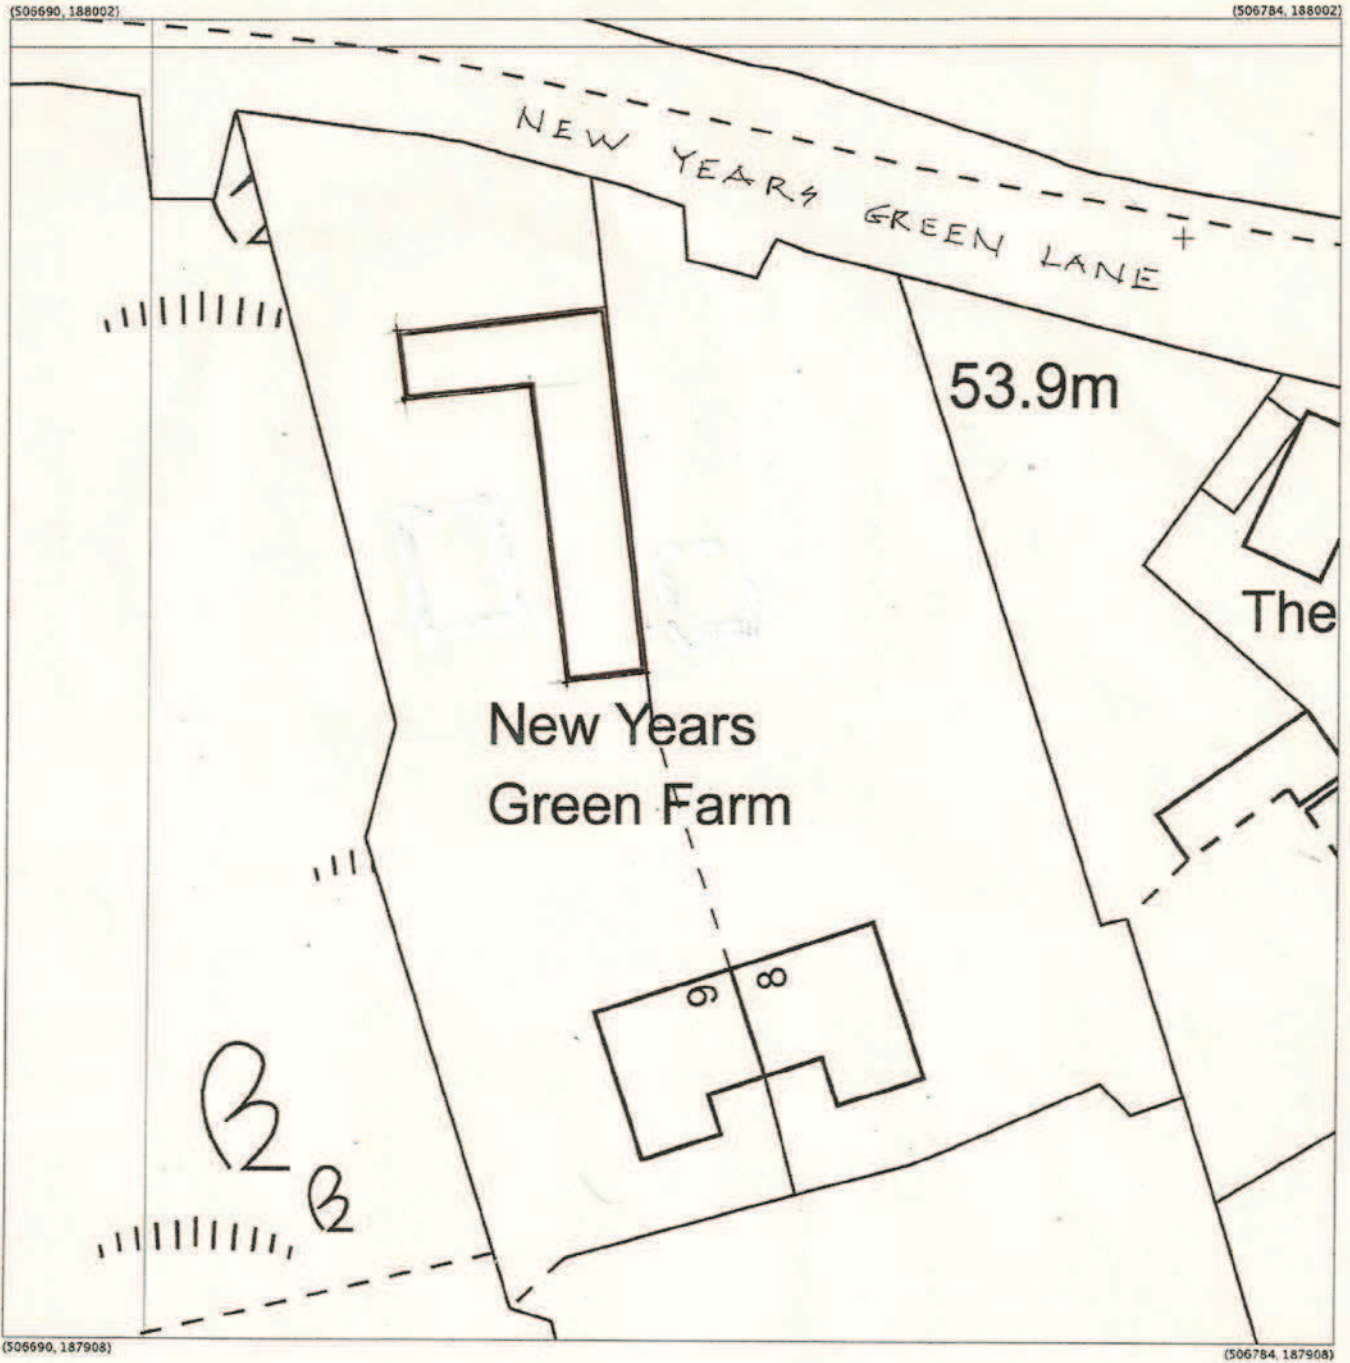 (506690, 188002)
(506784, 188002)
NEW YEARS GREEN LANE
53.9m
The
New Years
Green Farm
9
8
(506690, 187908)
(506784, 187908)